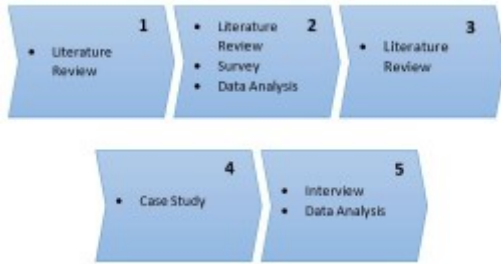 1
• Literature
Review
2
• Literature
Review
• Survey
• Data Analysis
3
• Literature
Review
4
• Case Study
5
• Interview
• Data Analysis